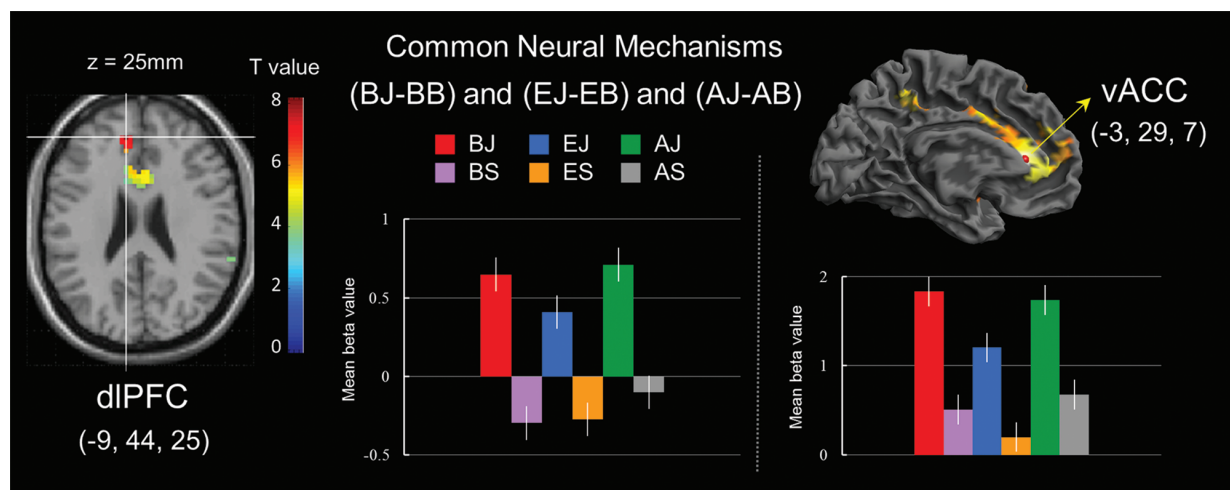 z = 25mm
T value
8
6
4
2
0
dlPFC
(-9, 44, 25)
Common Neural Mechanisms
(BJ-BB) and (EJ-EB) and (AJ-AB)
BJ EJ AJ
BS ES AS
Mean beta value
1
0.5
0
-0.5
vACC
(-3, 29, 7)
Mean beta value
2
1
0